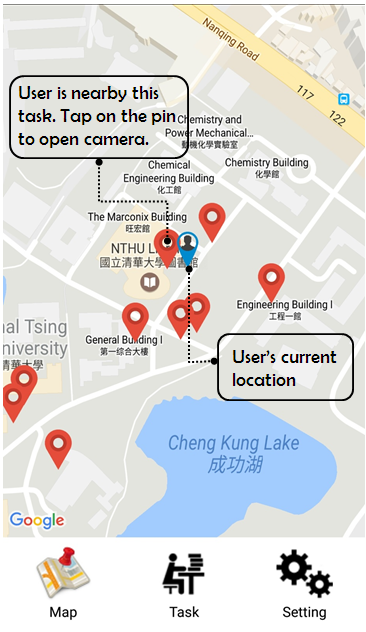 Nanqing Road
117
122
User is nearby this
task. Tap on the pin
to open camera.
Chemistry and
Power Mechanical...
動機化學實驗室
Chemical
Engineering Building
化工館
Chemistry Building
化學館
The Marconix Building
旺宏館
NTHU L
國立清華大學圖書館
Engineering Building I
工程一館
General Building I
第一綜合大樓
nal Tsing
University
清華大學
User's current
location
Cheng Kung Lake
成功湖
Google
Map
Task
Setting